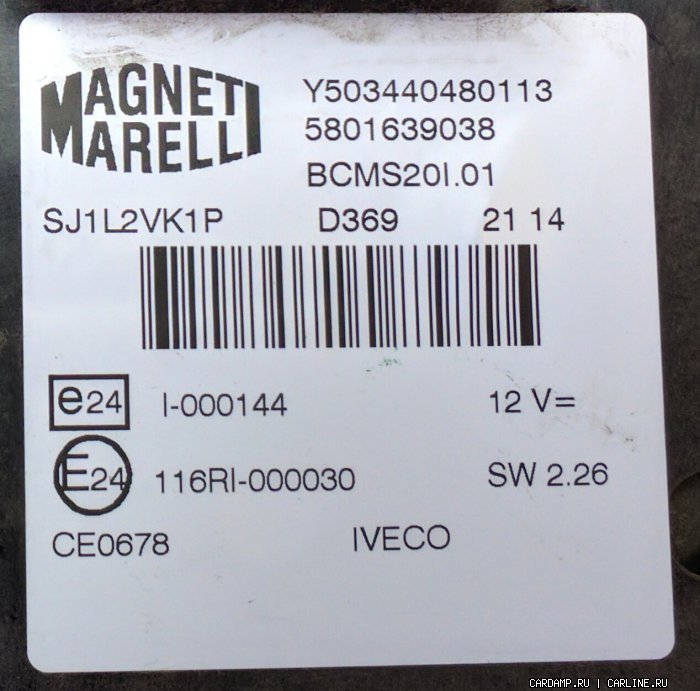 MAGNETI
MARELLI
Y503440480113
5801639038
BCMS20I.01
SJ1L2VK1P D369 21 14
e24 I-000144 12 V=
E24 116RI-000030 SW 2.26
CE0678 IVECO
CARDAMP.RU | CARLINE.RU